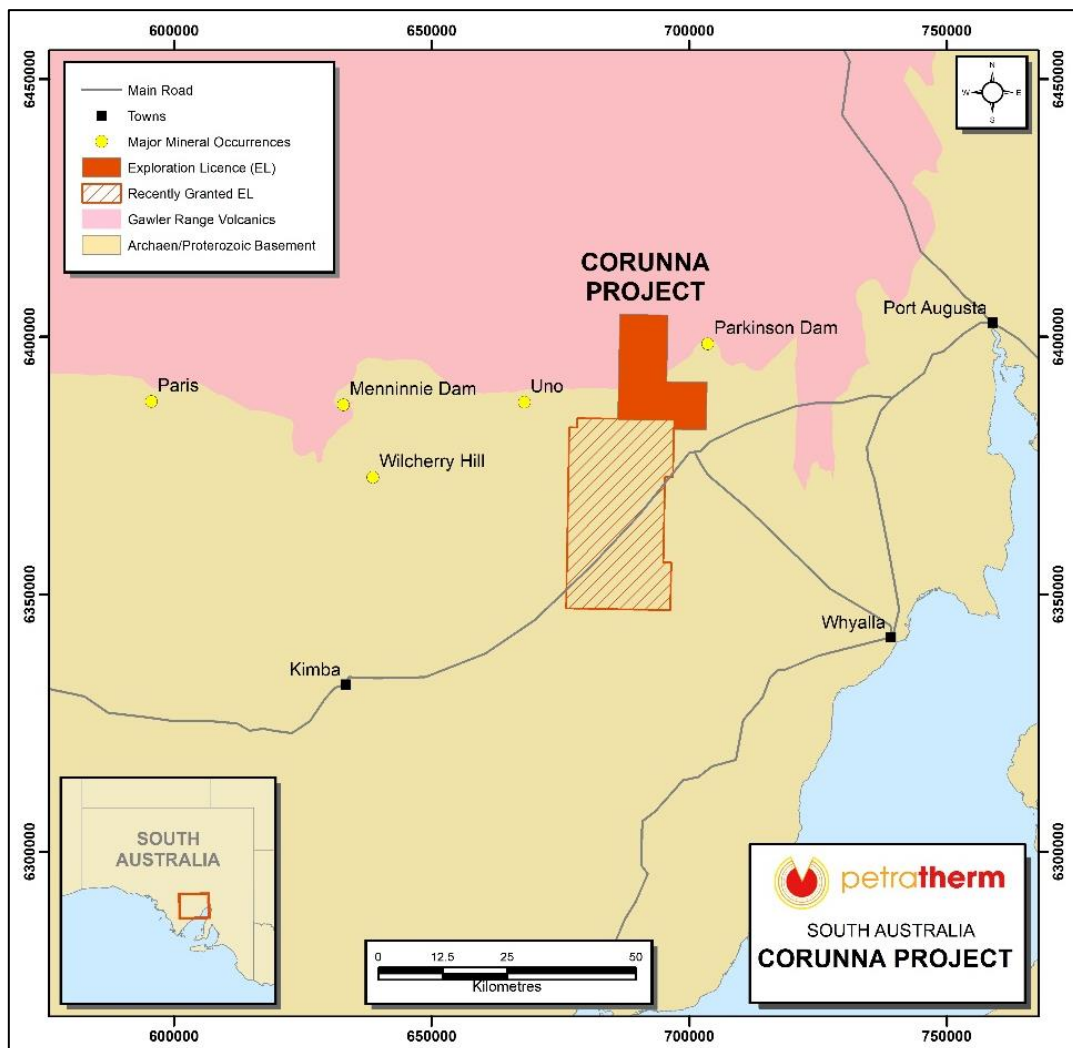 600000
650000
700000
750000
6450000
6450000
Main Road
Towns
Major Mineral Occurrences
Exploration Licence (EL)
Recently Granted EL
Gawler Range Volcanics
Archaen/Proterozoic Basement
N
W
E
S
CORUNNA
PROJECT
Port Augusta
Parkinson Dam
6400000
6400000
Paris
Menninnie Dam
Uno
Wilcherry Hill
6350000
6350000
Whyalla
Kimba
SOUTH
AUSTRALIA
6300000
6300000
petratherm
SOUTH AUSTRALIA
CORUNNA PROJECT
0 12.5 25 50
Kilometres
600000
650000
700000
750000